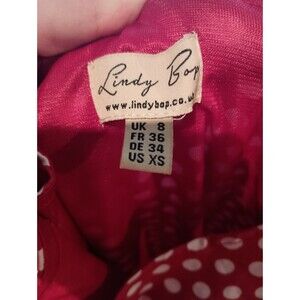 Lindy Bop
www.lindybop.co.uk
UK 8
FR 36
DE 34
US XS